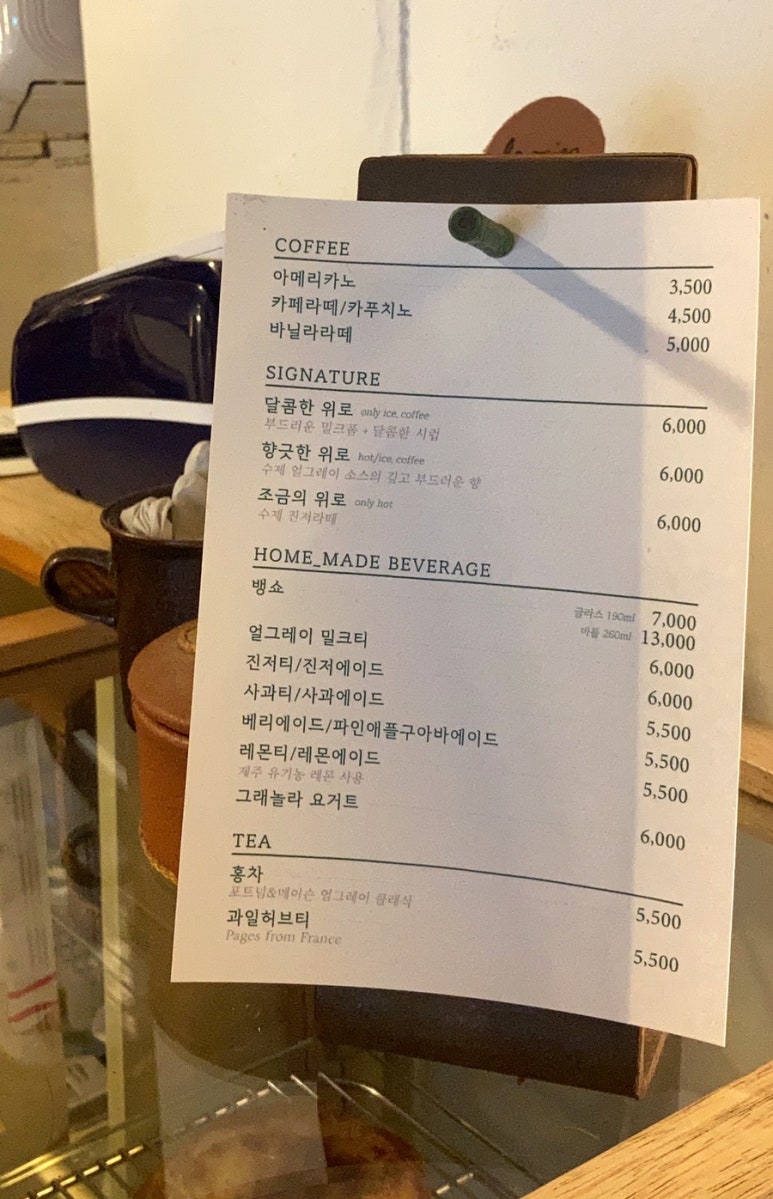 COFFEE
아메리카노 3,500
카페라떼/카푸치노 4,500
바닐라라떼 5,000
SIGNATURE
달콤한 위로 only ice, coffee 6,000
부드러운 밀크폼 + 달콤한 시럽
향긋한 위로 hot/ice, coffee 6,000
수제 얼그레이 소스의 깊고 부드러운 향
조금의 위로 only hot 6,000
수제 진저라떼
HOME_MADE BEVERAGE
뱅쇼 글라스 190ml 7,000
바틀 260ml 13,000
얼그레이 밀크티 6,000
진저티/진저에이드 6,000
사과티/사과에이드 5,500
베리에이드/파인애플구아바에이드 5,500
레몬티/레몬에이드 5,500
제주 유기농 레몬 사용
그래놀라 요거트 6,000
TEA
홍차 5,500
포트넘&메이슨 얼그레이 클래식
과일허브티 5,500
Pages from France